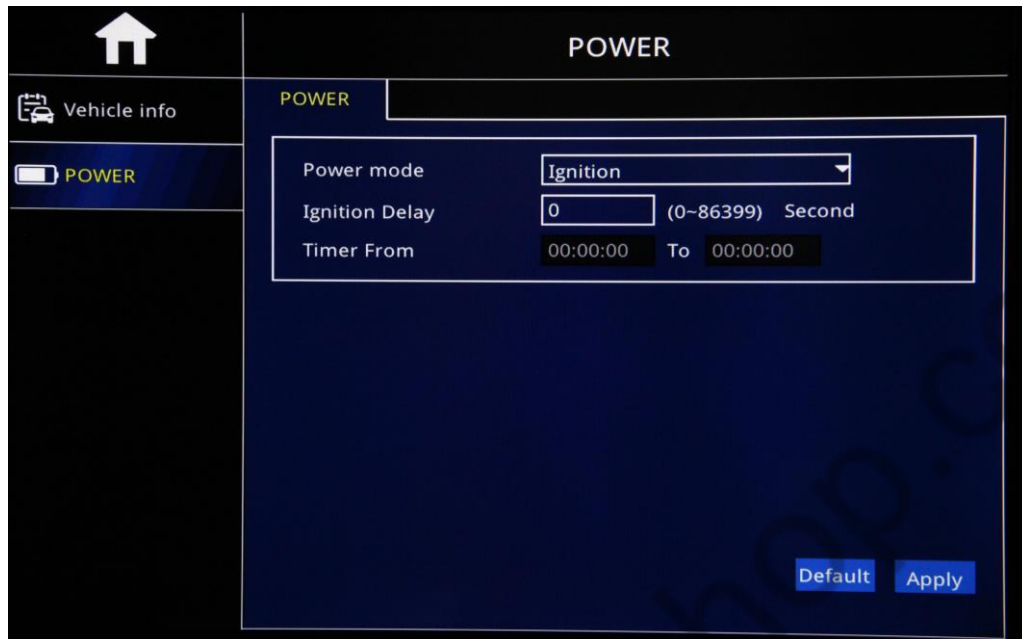 POWER
Vehicle info
POWER
POWER
Power mode Ignition
Ignition Delay 0 (0~86399) Second
Timer From 00:00:00 To 00:00:00
Default Apply